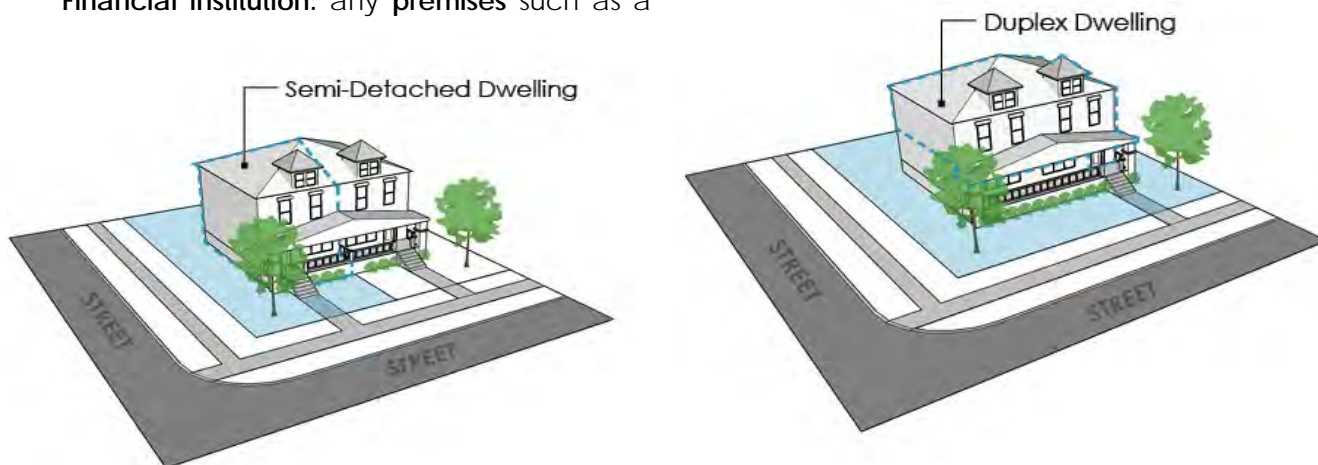 Financial Institution: any premises such as a
Semi-Detached Dwelling
STREET
STREET
Duplex Dwelling
STREET
STREET